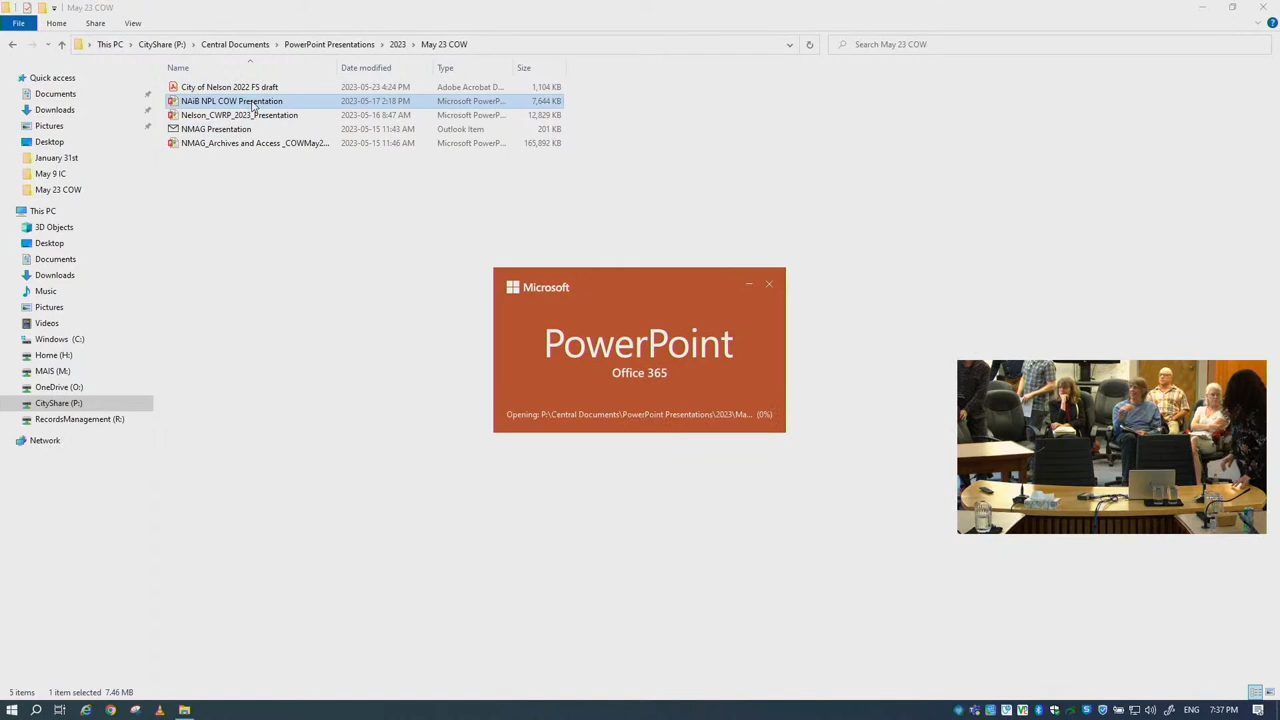 May 23 COW
File Home Share View
This PC CityShare (P:) Central Documents PowerPoint Presentations 2023 May 23 COW
Search May 23 COW
Name Date modified Type Size
City of Nelson 2022 FS draft 2023-05-23 4:24 PM Adobe Acrobat D... 1,104 KB
NAiB NPL COW Presentation 2023-05-17 2:18 PM Microsoft PowerP... 7,644 KB
Nelson_CWRP_2023_Presentation 2023-05-16 8:47 AM Microsoft PowerP... 12,829 KB
NMAG Presentation 2023-05-15 11:43 AM Outlook Item 201 KB
NMAG_Archives and Access _COWMay2... 2023-05-15 11:46 AM Microsoft PowerP... 165,892 KB
Quick access
Documents
Downloads
Pictures
Desktop
January 31st
May 9 IC
May 23 COW
This PC
3D Objects
Desktop
Documents
Downloads
Music
Pictures
Videos
Windows (C:)
Home (H:)
MAIS (M:)
OneDrive (O:)
CityShare (P:)
RecordsManagement (R:)
Network
Microsoft
PowerPoint
Office 365
Opening: P:\Central Documents\PowerPoint Presentations\2023\Ma... (0%)
5 items 1 item selected 7.46 MB
ENG 7:37 PM